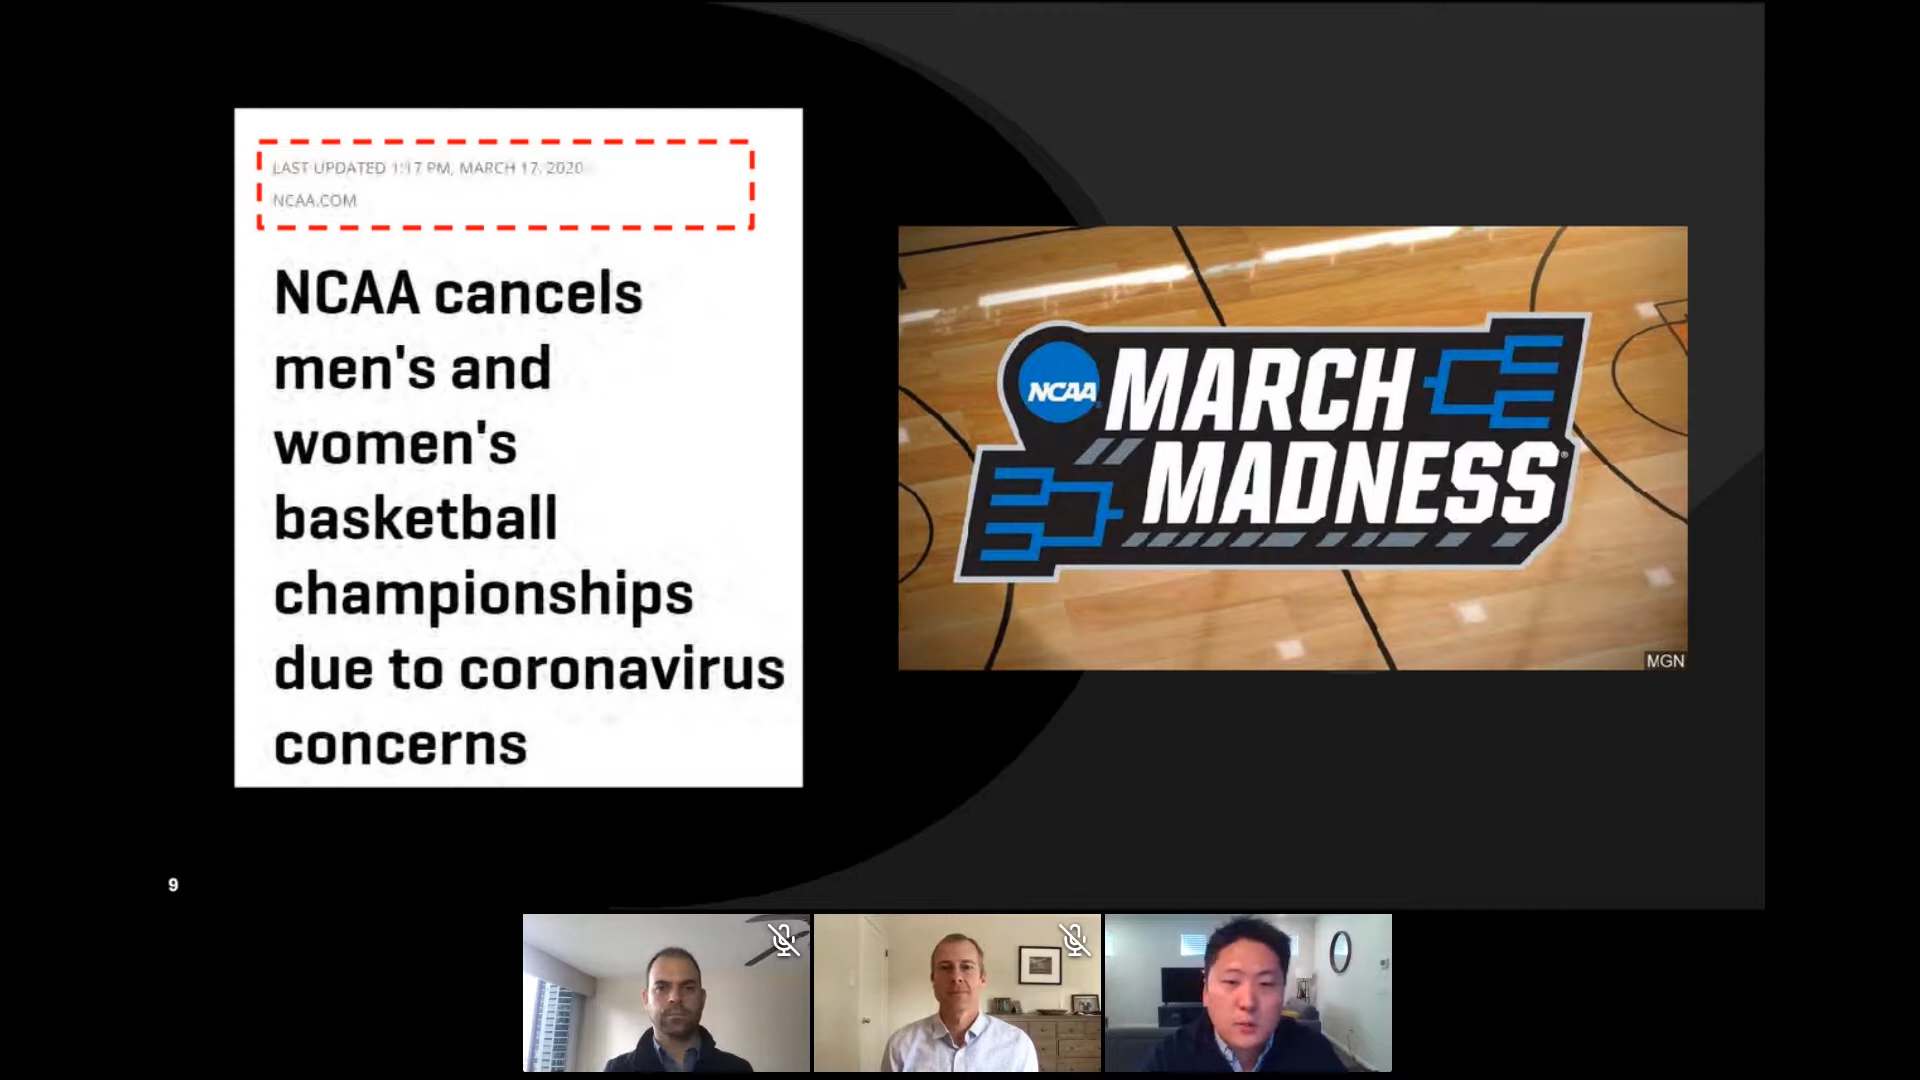 LAST UPDATED 1:17 PM, MARCH 17, 2020
NCAA.COM
NCAA cancels
men's and
women's
basketball
championships
due to coronavirus
concerns
NCAA
MARCH
MADNESS®
MGN
9